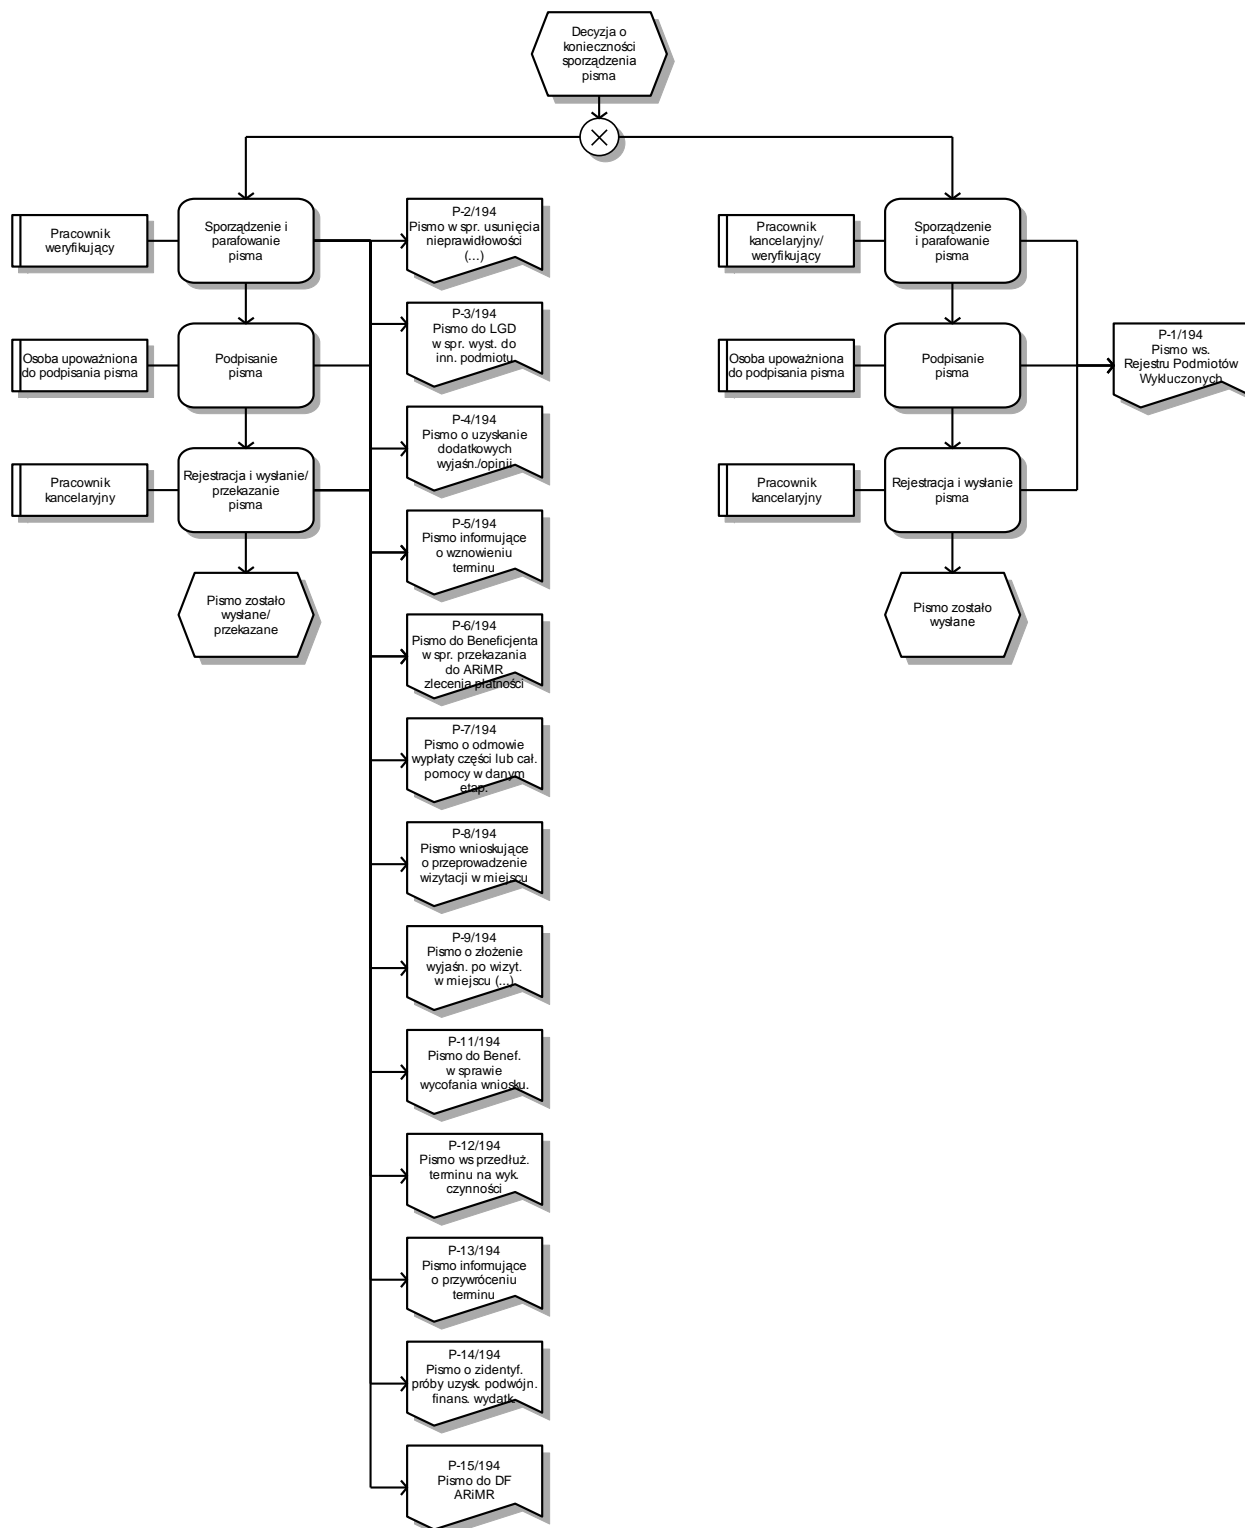 Decyzja o
konieczności
sporządzenia
pisma
Pracownik
weryfikujący
Sporządzenie i
parafowanie
pisma
P-2/194
Pismo w spr. usunięcia
nieprawidłowości
(...)
Pracownik
kancelaryjny/
weryfikujący
Sporządzenie
i parafowanie
pisma
P-3/194
Pismo do LGD
w spr. wyst. do
inn. podmiotu
Osoba upoważniona
do podpisania pisma
Podpisanie
pisma
Osoba upoważniona
do podpisania pisma
Podpisanie
pisma
P-1/194
Pismo ws.
Rejestru Podmiotów
Wykluczonych
P-4/194
Pismo o uzyskanie
dodatkowych
wyjaśn./opinii
Pracownik
kancelaryjny
Rejestracja i wysłanie/
przekazanie
pisma
Pracownik
kancelaryjny
Rejestracja i wysłanie
pisma
P-5/194
Pismo informujące
o wznowieniu
terminu
Pismo zostało
wysłane/
przekazane
Pismo zostało
wysłane
P-6/194
Pismo do Beneficjenta
w spr. przekazania
do ARiMR
zlecenia płatności
P-7/194
Pismo o odmowie
wypłaty części lub cał.
pomocy w danym
etap.
P-8/194
Pismo wnioskujące
o przeprowadzenie
wizytacji w miejscu
P-9/194
Pismo o złożenie
wyjaśn. po wizyt.
w miejscu (...)
P-11/194
Pismo do Benef.
w sprawie
wycofania wniosku.
P-12/194
Pismo ws przedłuż.
terminu na wyk.
czynności
P-13/194
Pismo informujące
o przywróceniu
terminu
P-14/194
Pismo o zidentyf.
próby uzysk. podwójn.
finans. wydatk.
P-15/194
Pismo do DF
ARiMR